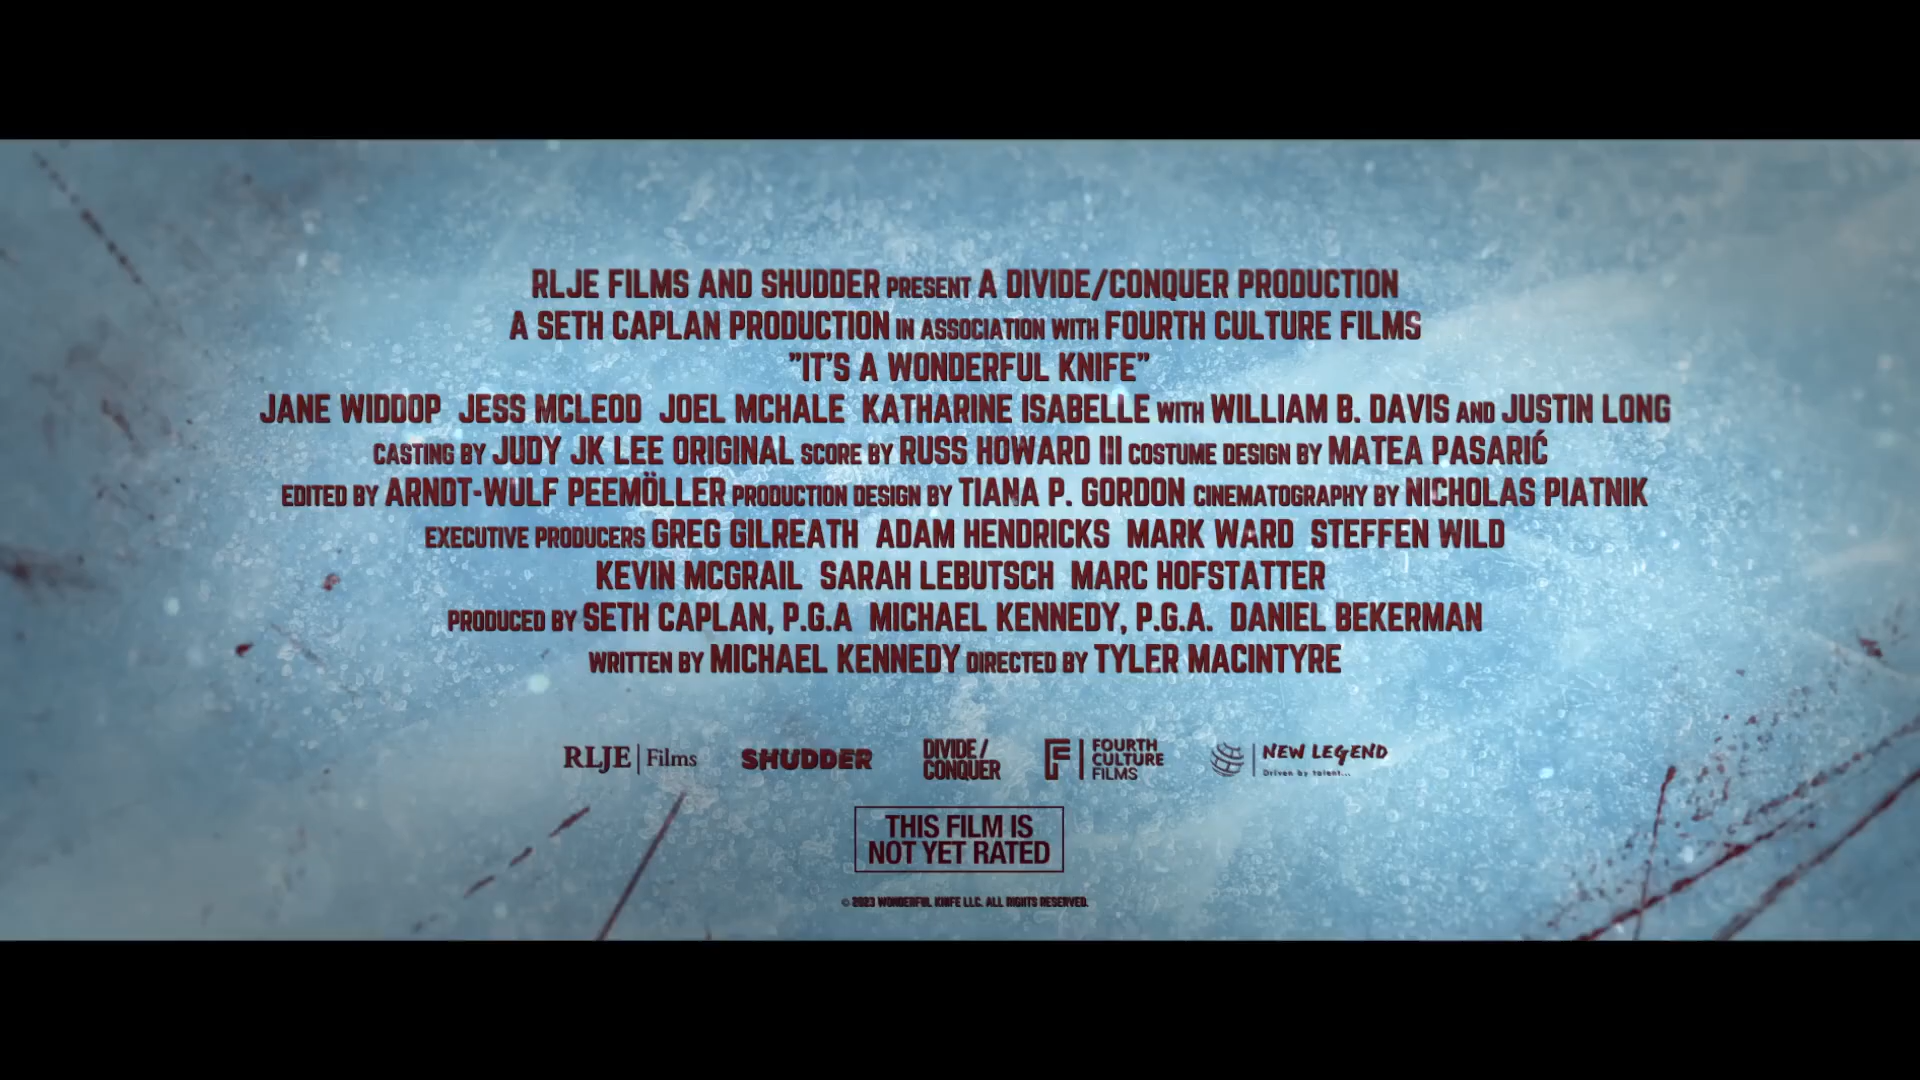 RLJE FILMS AND SHUDDER PRESENT A DIVIDE/CONQUER PRODUCTION
A SETH CAPLAN PRODUCTION IN ASSOCIATION WITH FOURTH CULTURE FILMS
"IT'S A WONDERFUL KNIFE"
JANE WIDDOP JESS MCLEOD JOEL MCHALE KATHARINE ISABELLE WITH WILLIAM B. DAVIS AND JUSTIN LONG
CASTING BY JUDY JK LEE ORIGINAL SCORE BY RUSS HOWARD III COSTUME DESIGN BY MATEA PASARIĆ
EDITED BY ARNDT-WULF PEEMÖLLER PRODUCTION DESIGN BY TIANA P. GORDON CINEMATOGRAPHY BY NICHOLAS PIATNIK
EXECUTIVE PRODUCERS GREG GILREATH ADAM HENDRICKS MARK WARD STEFFEN WILD
KEVIN MCGRAIL SARAH LEBUTSCH MARC HOFSTATTER
PRODUCED BY SETH CAPLAN, P.G.A MICHAEL KENNEDY, P.G.A. DANIEL BEKERMAN
WRITTEN BY MICHAEL KENNEDY DIRECTED BY TYLER MACINTYRE
RLJE | Films
SHUDDER
DIVIDE/
CONQUER
FOURTH
CULTURE
FILMS
NEW LEGEND
Driven by talent...
THIS FILM IS
NOT YET RATED
© 2023 WONDERFUL KNIFE LLC. ALL RIGHTS RESERVED.